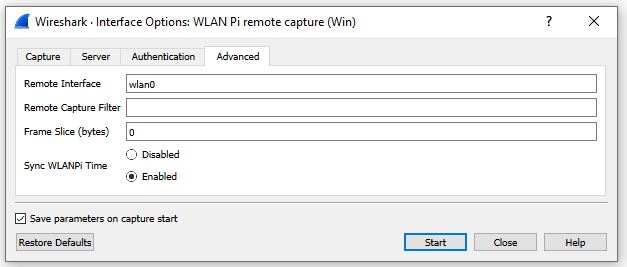 Wireshark · Interface Options: WLAN Pi remote capture (Win)
Capture Server Authentication Advanced
Remote Interface wlan0
Remote Capture Filter
Frame Slice (bytes) 0
Sync WLANPi Time
Disabled
Enabled
Save parameters on capture start
Restore Defaults Start Close Help